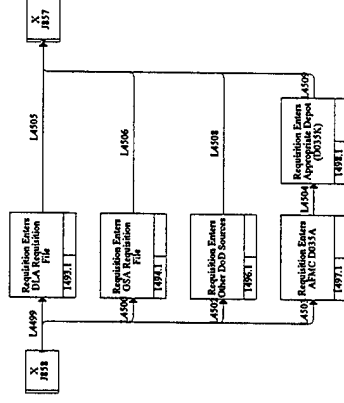 X
J858
L4499
Requisition Enters
DLA Requisition
File
1493.1
L4505
X
J857
L4500
Requisition Enters
GSA Requisition
File
1494.1
L4506
L4502
Requisition Enters
Other DoD Sources
1496.1
L4508
L4503
Requisition Enters
AFMC D035A
1497.1
L4504
Requisition Enters
Appropriate Depot
(D035K)
1498.1
L4509